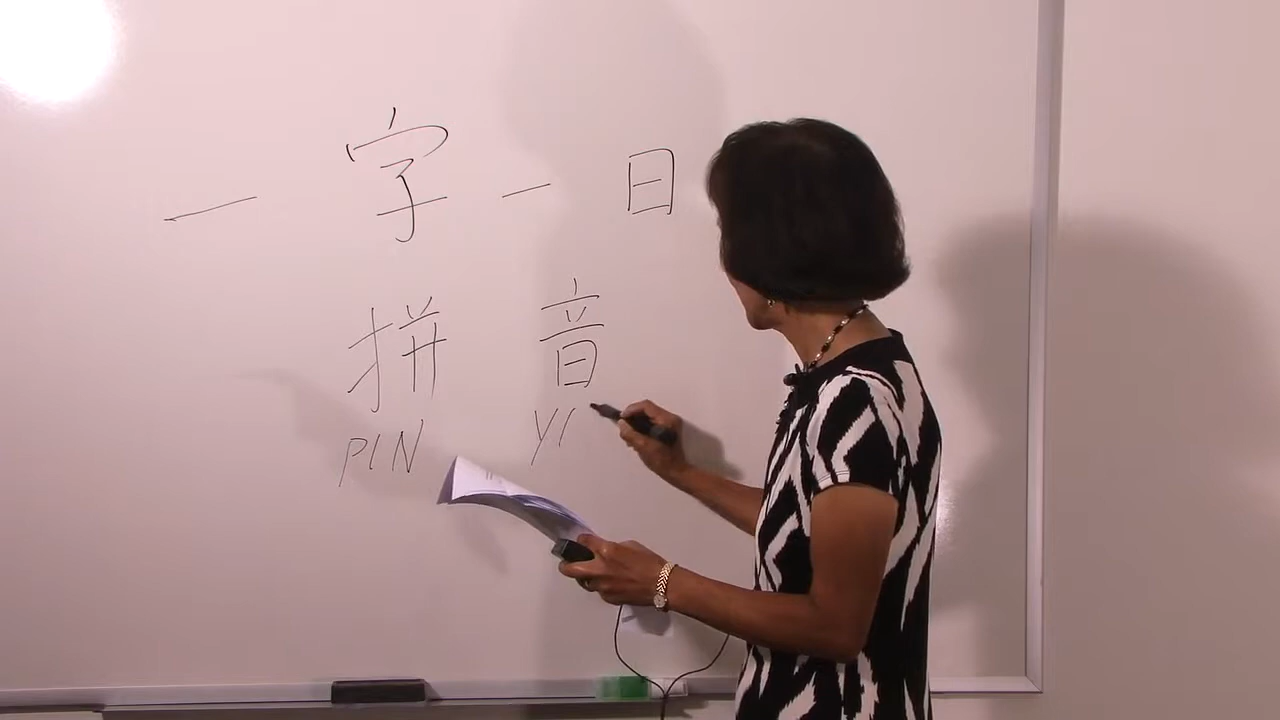 一 字 一 日
拼 音
PIN YI